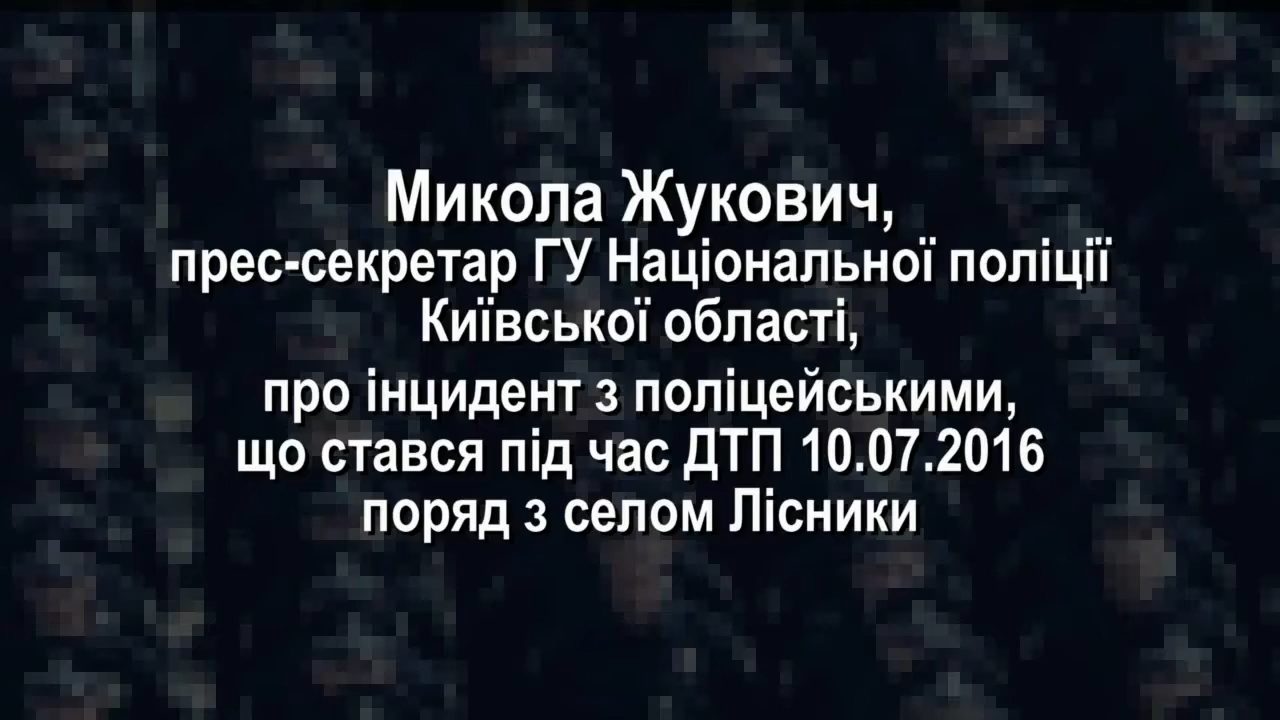 Микола Жукович,
прес-секретар ГУ Національної поліції
Київської області,
про інцидент з поліцейськими,
що стався під час ДТП 10.07.2016
поряд з селом Лісники